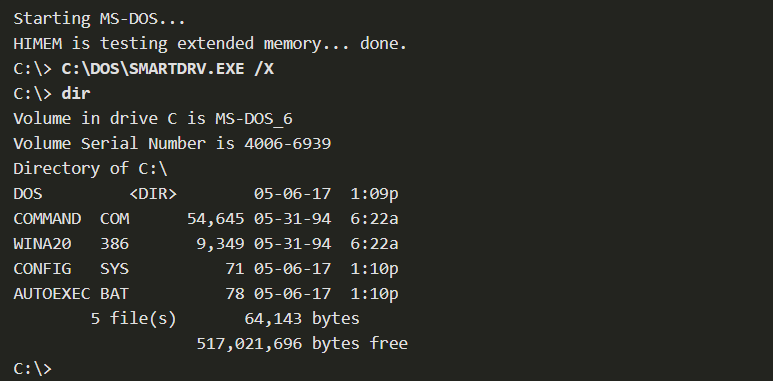 Starting MS-DOS...
HIMEM is testing extended memory... done.
C:\> C:\DOS\SMARTDRV.EXE /X
C:\> dir
Volume in drive C is MS-DOS_6
Volume Serial Number is 4006-6939
Directory of C:\
DOS         <DIR>        05-06-17  1:09p
COMMAND  COM      54,645 05-31-94  6:22a
WINA20   386       9,349 05-31-94  6:22a
CONFIG   SYS          71 05-06-17  1:10p
AUTOEXEC BAT          78 05-06-17  1:10p
        5 file(s)       64,143 bytes
                   517,021,696 bytes free
C:\>